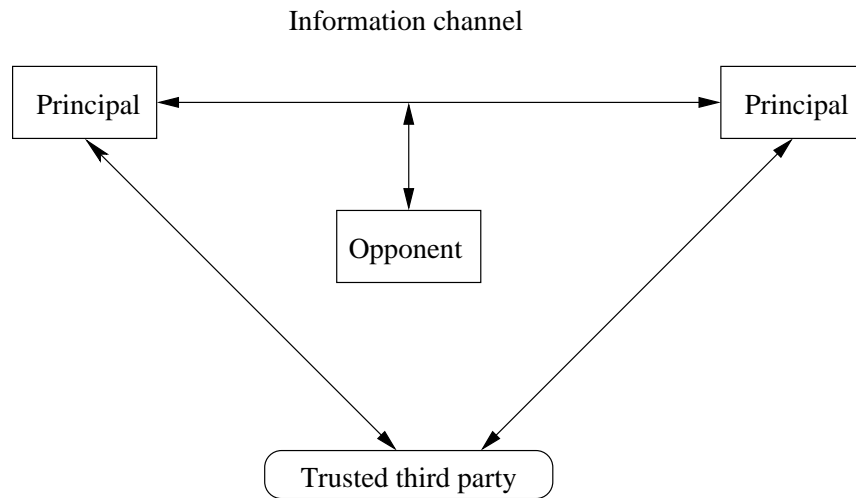 Information channel
Principal
Principal
Opponent
Trusted third party